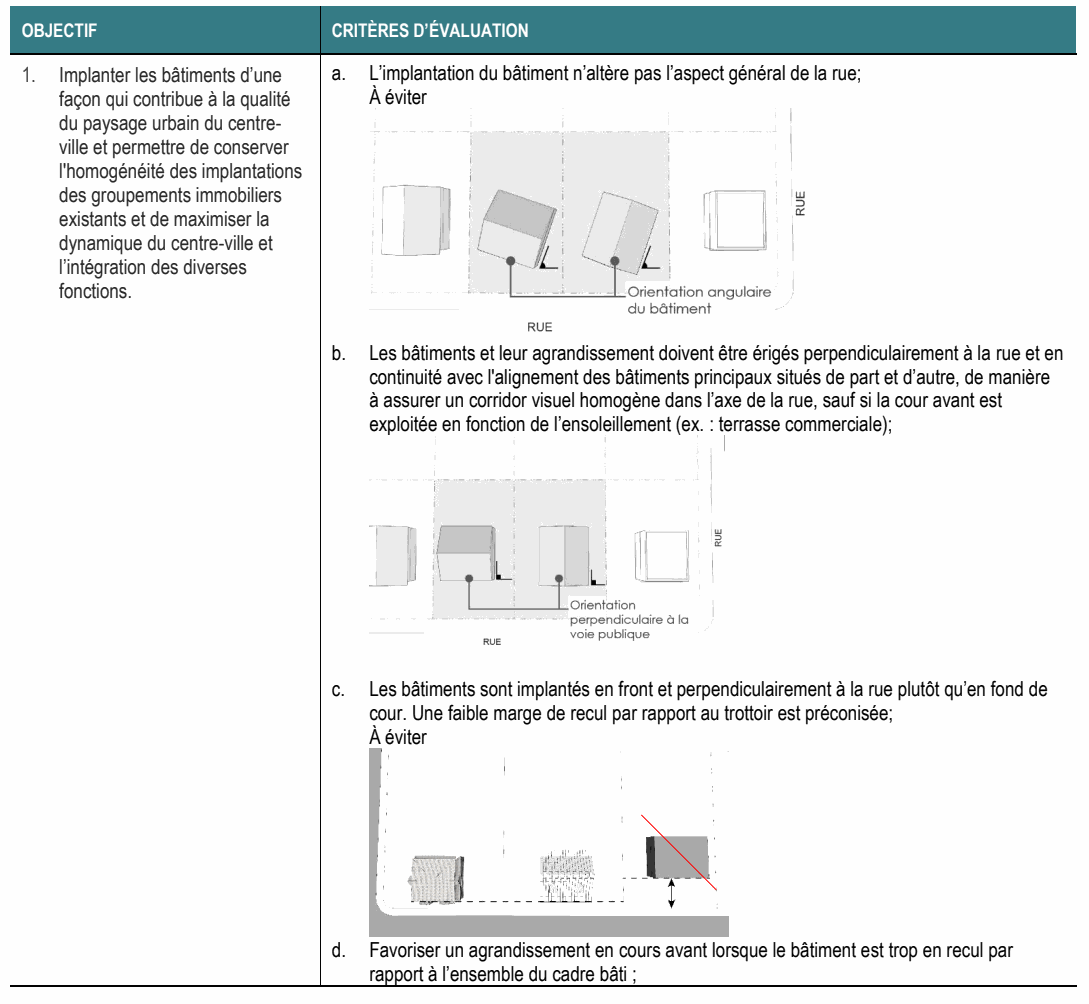 OBJECTIF
CRITÈRES D’ÉVALUATION
1. Implanter les bâtiments d’une
façon qui contribue à la qualité
du paysage urbain du centre-
ville et permettre de conserver
l'homogénéité des implantations
des groupements immobiliers
existants et de maximiser la
dynamique du centre-ville et
l’intégration des diverses
fonctions.
a. L’implantation du bâtiment n’altère pas l’aspect général de la rue;
À éviter
RUE
Orientation angulaire
du bâtiment
RUE
b. Les bâtiments et leur agrandissement doivent être érigés perpendiculairement à la rue et en
continuité avec l'alignement des bâtiments principaux situés de part et d’autre, de manière
à assurer un corridor visuel homogène dans l’axe de la rue, sauf si la cour avant est
exploitée en fonction de l’ensoleillement (ex. : terrasse commerciale);
RUE
Orientation
perpendiculaire à la
voie publique
RUE
c. Les bâtiments sont implantés en front et perpendiculairement à la rue plutôt qu’en fond de
cour. Une faible marge de recul par rapport au trottoir est préconisée;
À éviter
d. Favoriser un agrandissement en cours avant lorsque le bâtiment est trop en recul par
rapport à l’ensemble du cadre bâti ;